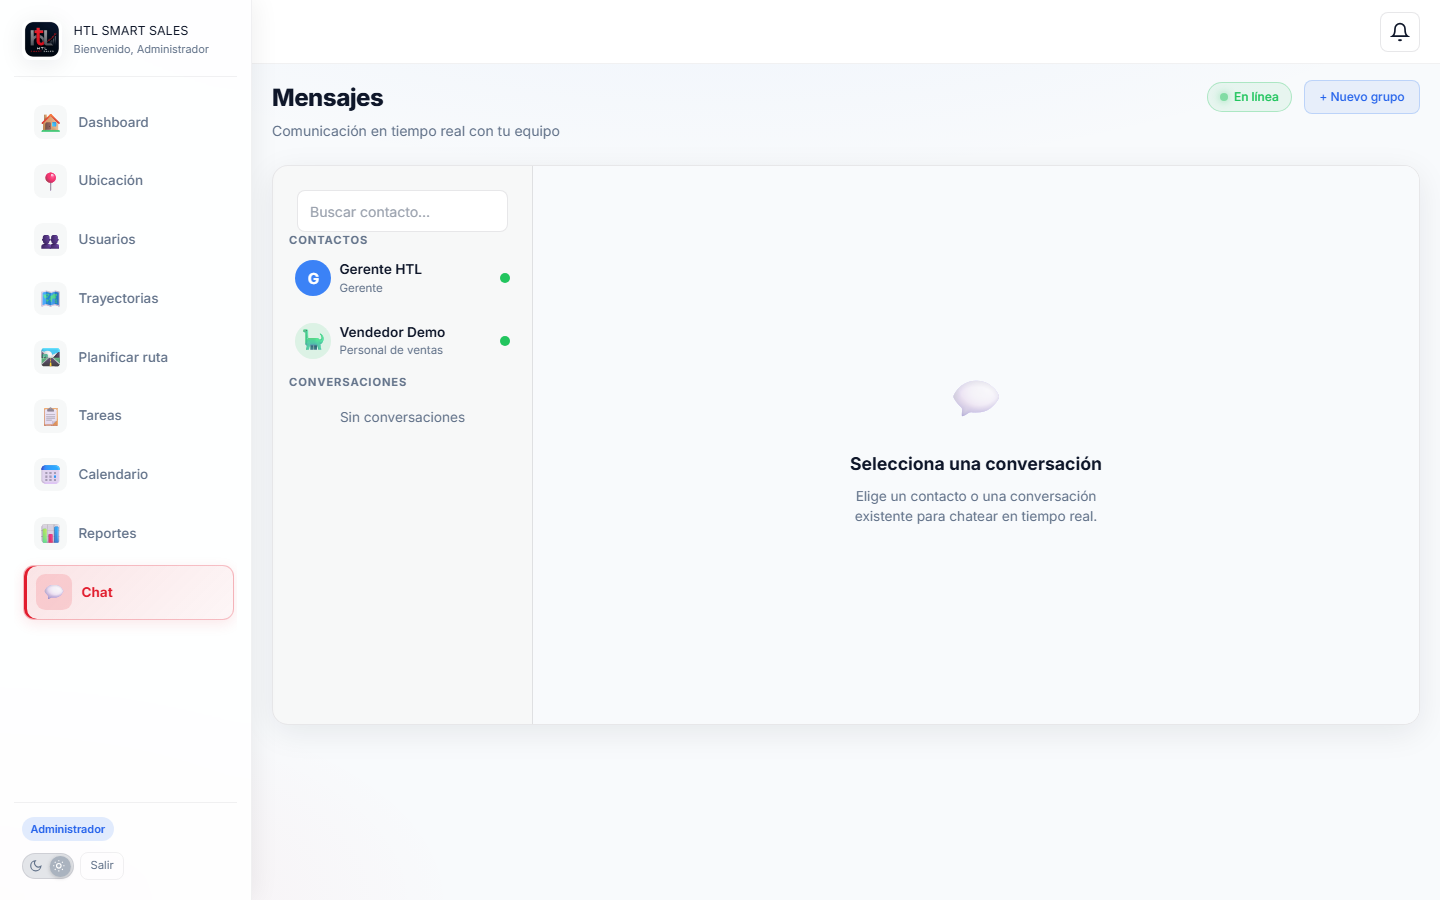 HTL SMART SALES
Bienvenido, Administrador
Dashboard
Ubicación
Usuarios
Trayectorias
Planificar ruta
Tareas
Calendario
Reportes
Chat
Administrador
Salir
Mensajes
Comunicación en tiempo real con tu equipo
En línea
+ Nuevo grupo
Buscar contacto...
CONTACTOS
G
Gerente HTL
Gerente
Vendedor Demo
Personal de ventas
CONVERSACIONES
Sin conversaciones
Selecciona una conversación
Elige un contacto o una conversación
existente para chatear en tiempo real.